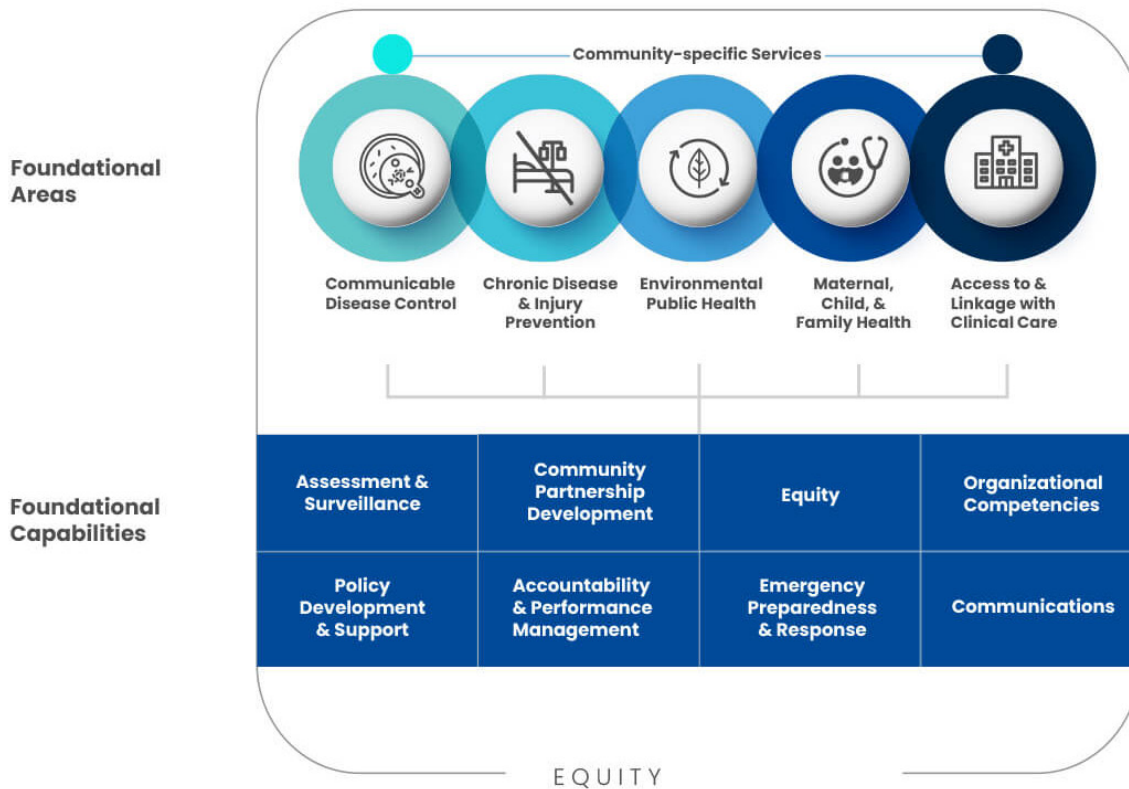 Community-specific Services
Foundational
Areas
Communicable
Disease Control
Chronic Disease
& Injury
Prevention
Environmental
Public Health
Maternal,
Child, &
Family Health
Access to &
Linkage with
Clinical Care
Foundational
Capabilities
Assessment &
Surveillance
Community
Partnership
Development
Equity
Organizational
Competencies
Policy
Development
& Support
Accountability
& Performance
Management
Emergency
Preparedness
& Response
Communications
EQUITY